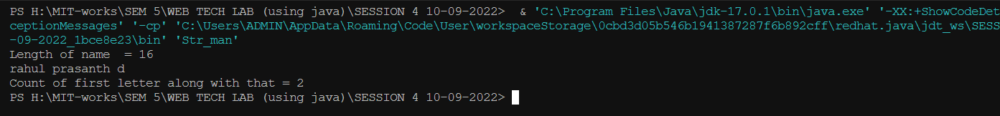 PS H:\MIT-works\SEM 5\WEB TECH LAB (using java)\SESSION 4 10-09-2022>  & 'C:\Program Files\Java\jdk-17.0.1\bin\java.exe' '-XX:+ShowCodeDet
ceptionMessages' '-cp' 'C:\Users\ADMIN\AppData\Roaming\Code\User\workspaceStorage\0cbd3d05b546b1941387287f6b892cff\redhat.java\jdt_ws\SESS
-09-2022_1bce8e23\bin' 'Str_man'
Length of name  = 16
rahul prasanth d
Count of first letter along with that = 2
PS H:\MIT-works\SEM 5\WEB TECH LAB (using java)\SESSION 4 10-09-2022>